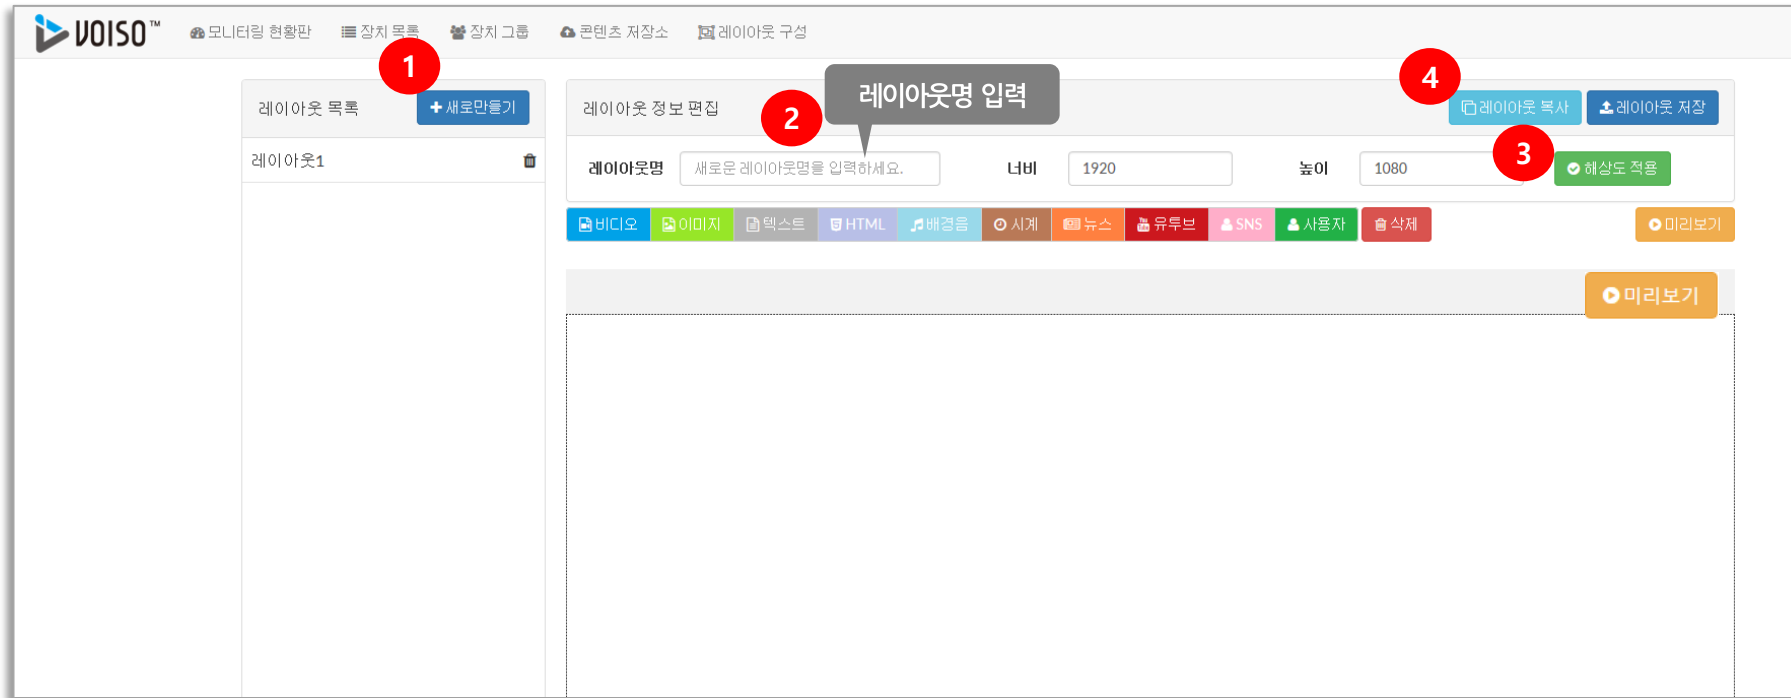 VOISO™ 모니터링 현황판 장치 목록 장치 그룹 콘텐츠 저장소 레이아웃 구성
1
레이아웃 목록 새로만들기
레이아웃1
2
레이아웃명 입력
4
레이아웃 정보 편집 레이아웃 복사 레이아웃 저장
3
레이아웃명 새로운 레이아웃명을 입력하세요. 너비 1920 높이 1080 해상도 적용
비디오 이미지 텍스트 HTML 배경음 시계 뉴스 유투브 SNS 사용자 삭제 미리보기
미리보기